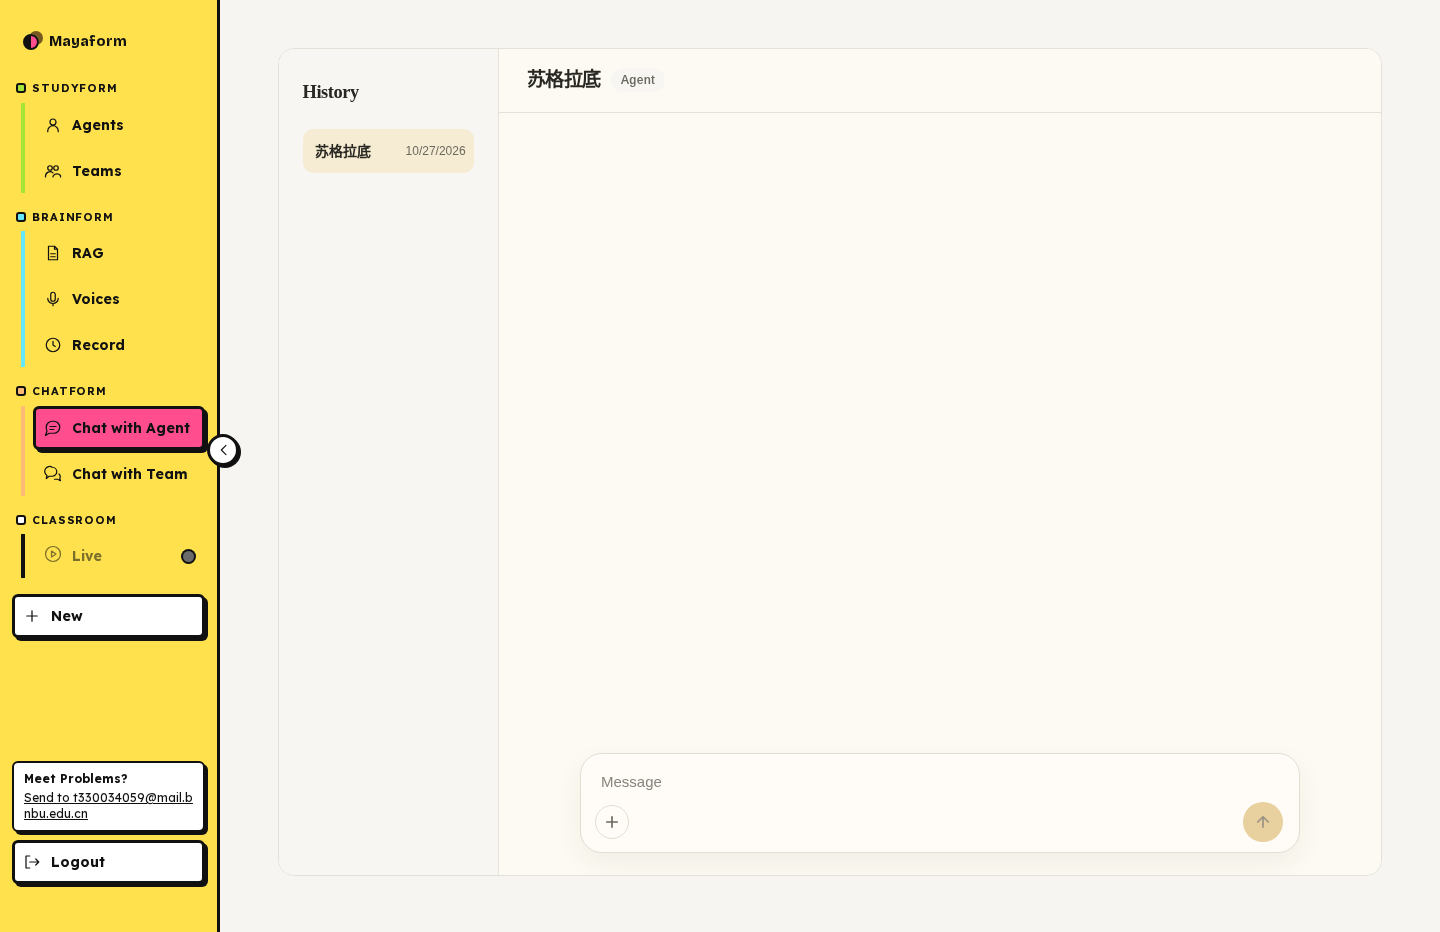 Mayaform
STUDYFORM
Agents
Teams
BRAINFORM
RAG
Voices
Record
CHATFORM
Chat with Agent
Chat with Team
CLASSROOM
Live
New
Meet Problems?
Send to t330034059@mail.b
nbu.edu.cn
Logout
History
苏格拉底 10/27/2026
苏格拉底 Agent
Message